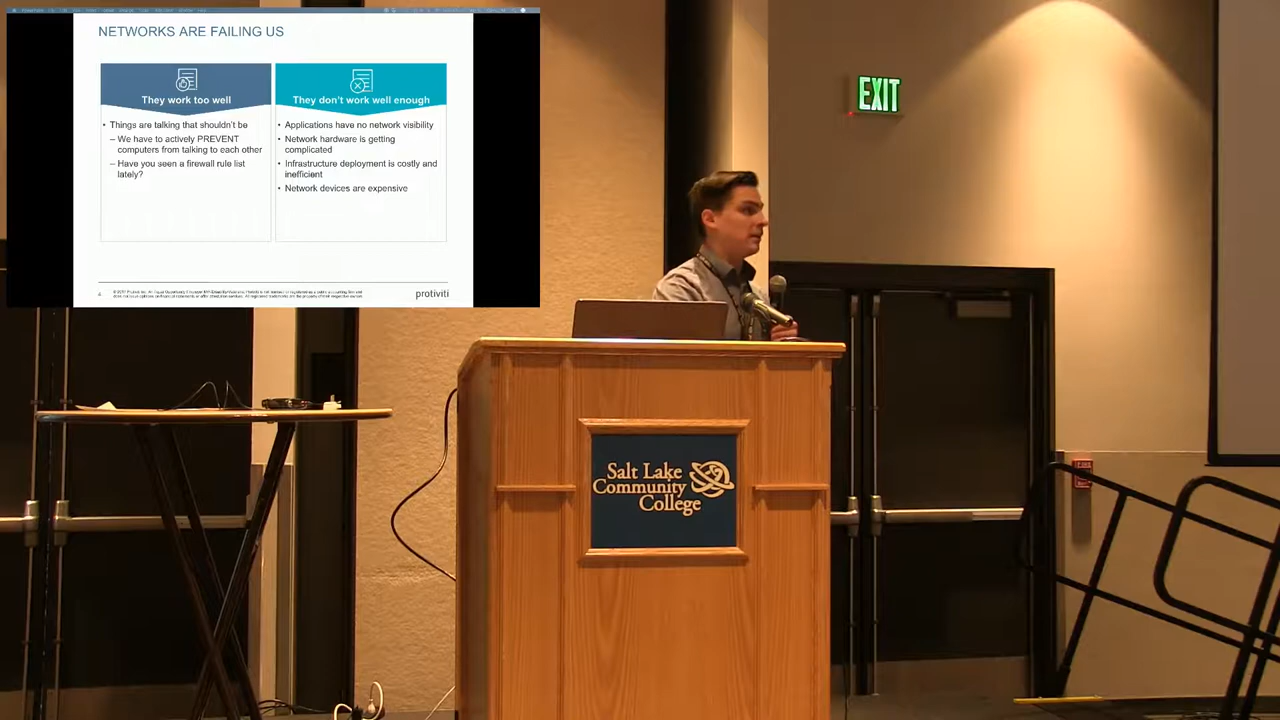 NETWORKS ARE FAILING US
They work too well
• Things are talking that shouldn't be
– We have to actively PREVENT
computers from talking to each other
– Have you seen a firewall rule list
lately?
They don't work well enough
• Applications have no network visibility
• Network hardware is getting
complicated
• Infrastructure deployment is costly and
inefficient
• Network devices are expensive
protiviti
EXIT
Salt Lake
Community
College